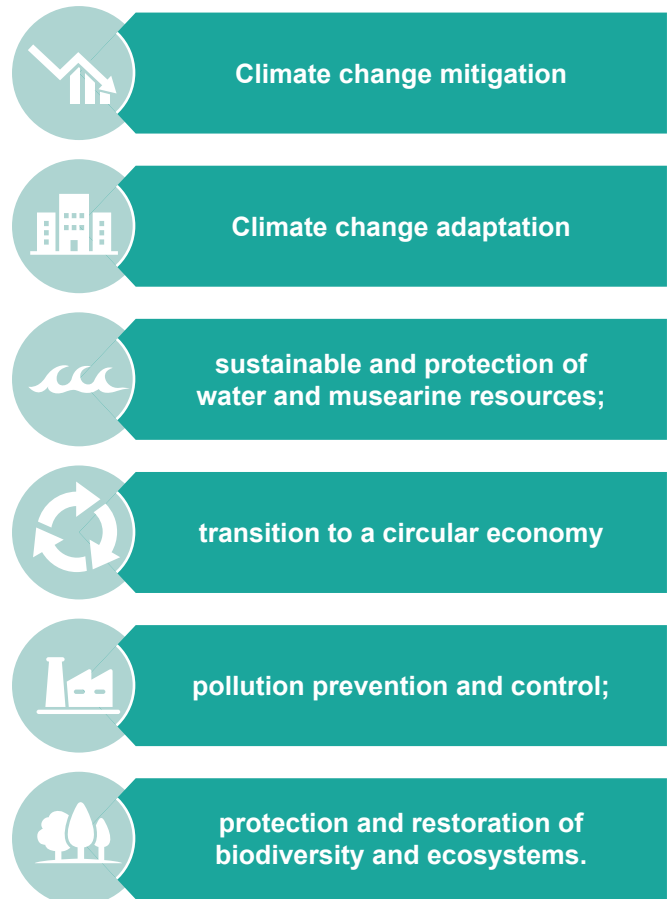 Climate change mitigation
Climate change adaptation
sustainable and protection of
water and musearine resources;
transition to a circular economy
pollution prevention and control;
protection and restoration of
biodiversity and ecosystems.